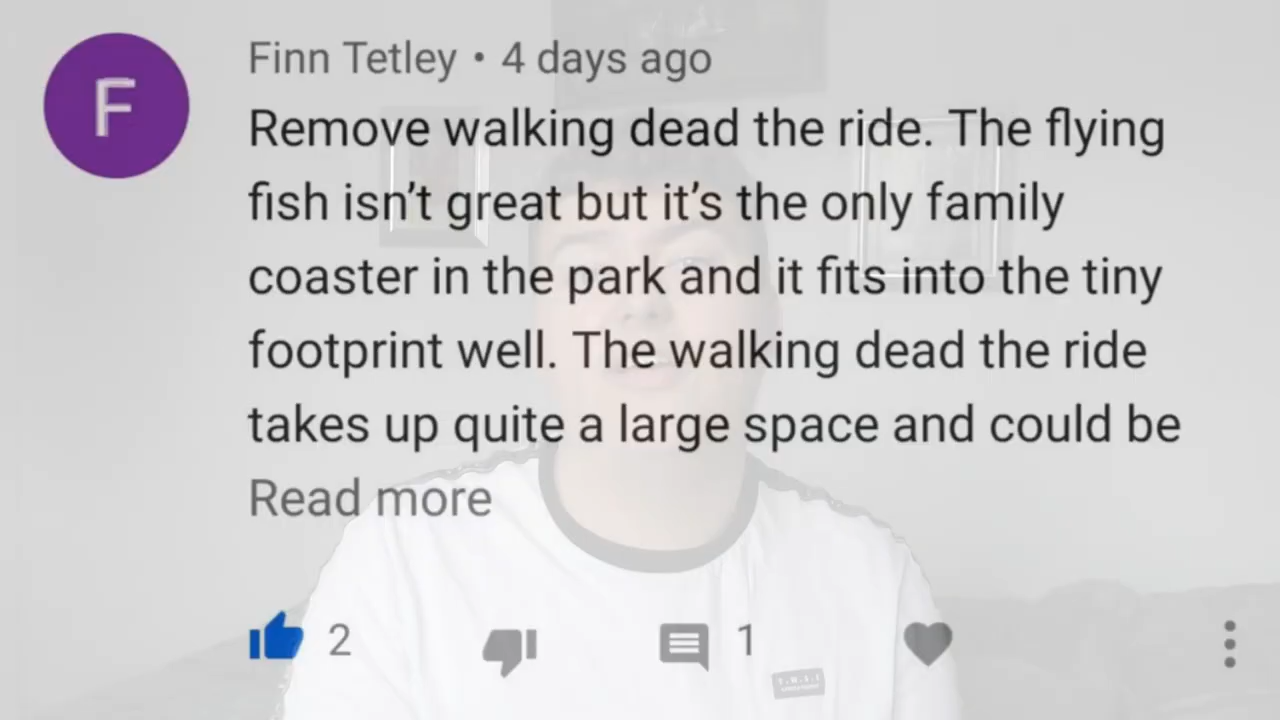 F
Finn Tetley • 4 days ago
Remove walking dead the ride. The flying
fish isn't great but it's the only family
coaster in the park and it fits into the tiny
footprint well. The walking dead the ride
takes up quite a large space and could be
Read more
2
1